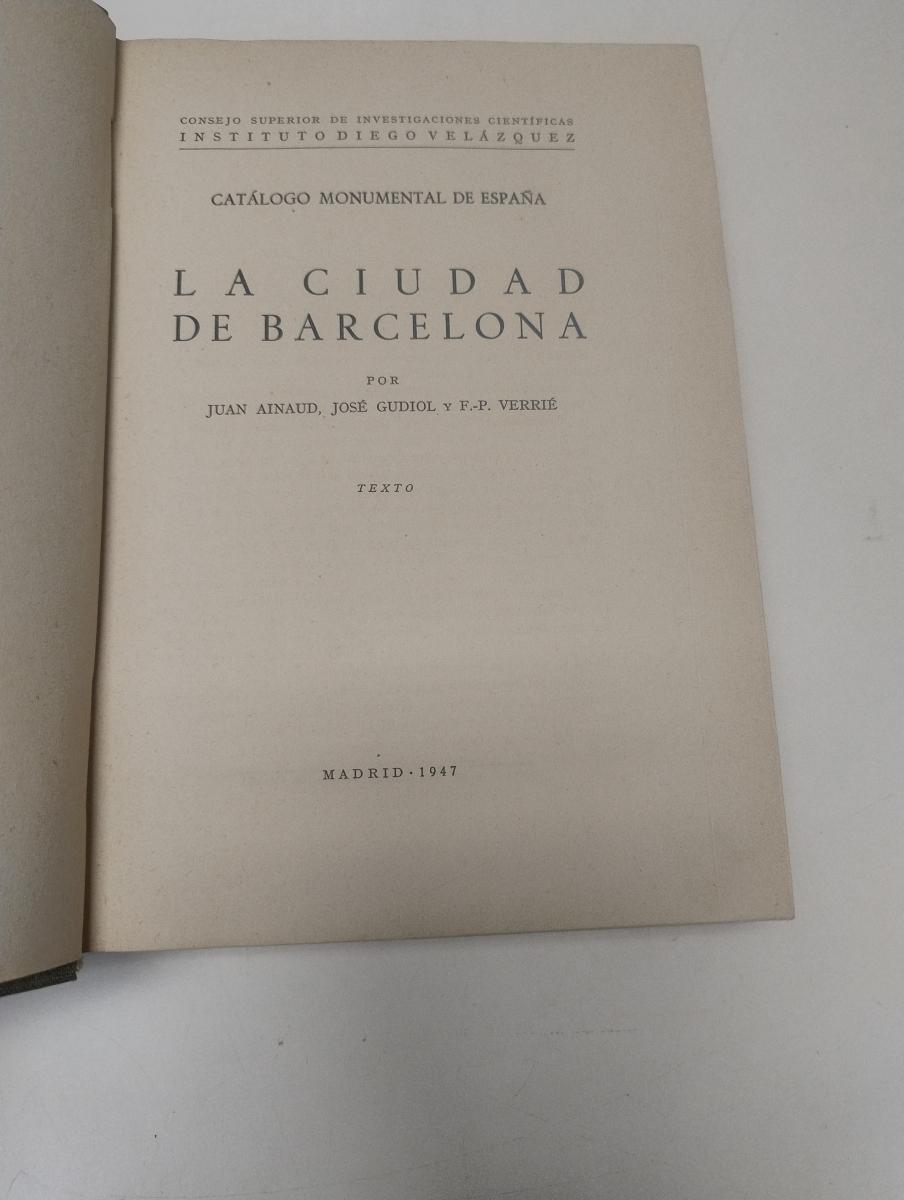 CONSEJO SUPERIOR DE INVESTIGACIONES CIENTÍFICAS
INSTITUTO DIEGO VELÁZQUEZ
CATÁLOGO MONUMENTAL DE ESPAÑA
LA CIUDAD
DE BARCELONA
POR
JUAN AINAUD, JOSÉ GUDIOL Y F.-P. VERRIÉ
TEXTO
MADRID · 1947